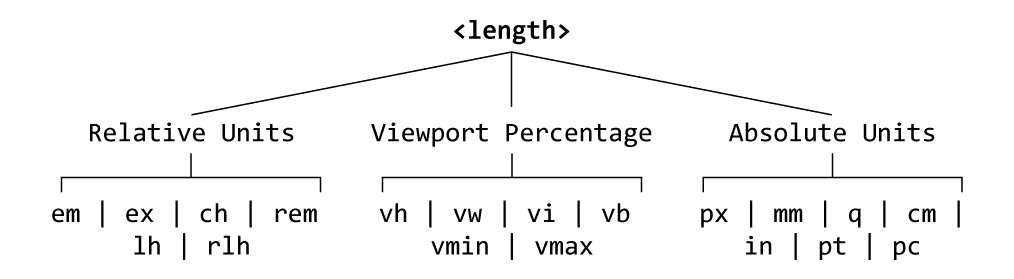 <length>
Relative Units
Viewport Percentage
Absolute Units
em | ex | ch | rem
lh | rlh
vh | vw | vi | vb
vmin | vmax
px | mm | q | cm |
in | pt | pc